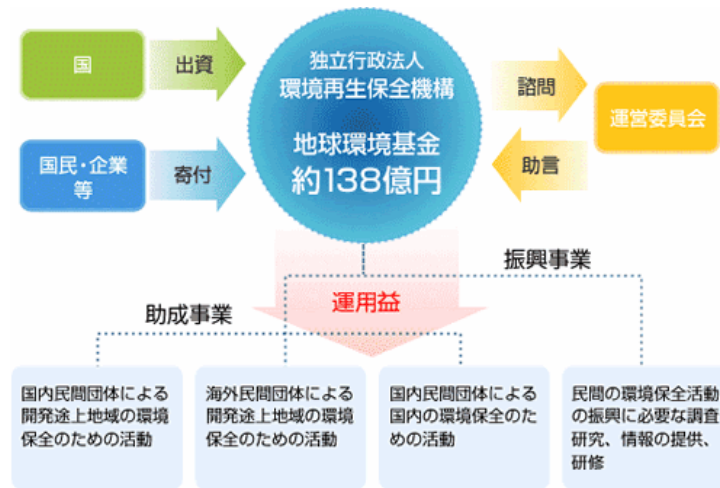 国
出資
独立行政法人
環境再生保全機構
地球環境基金
約138億円
諮問
運営委員会
助言
国民・企業
等
寄付
振興事業
運用益
助成事業
国内民間団体による
開発途上地域の環境
保全のための活動
海外民間団体による
開発途上地域の環境
保全のための活動
国内民間団体による
国内の環境保全のた
めの活動
民間の環境保全活動
の振興に必要な調査
研究、情報の提供、
研修